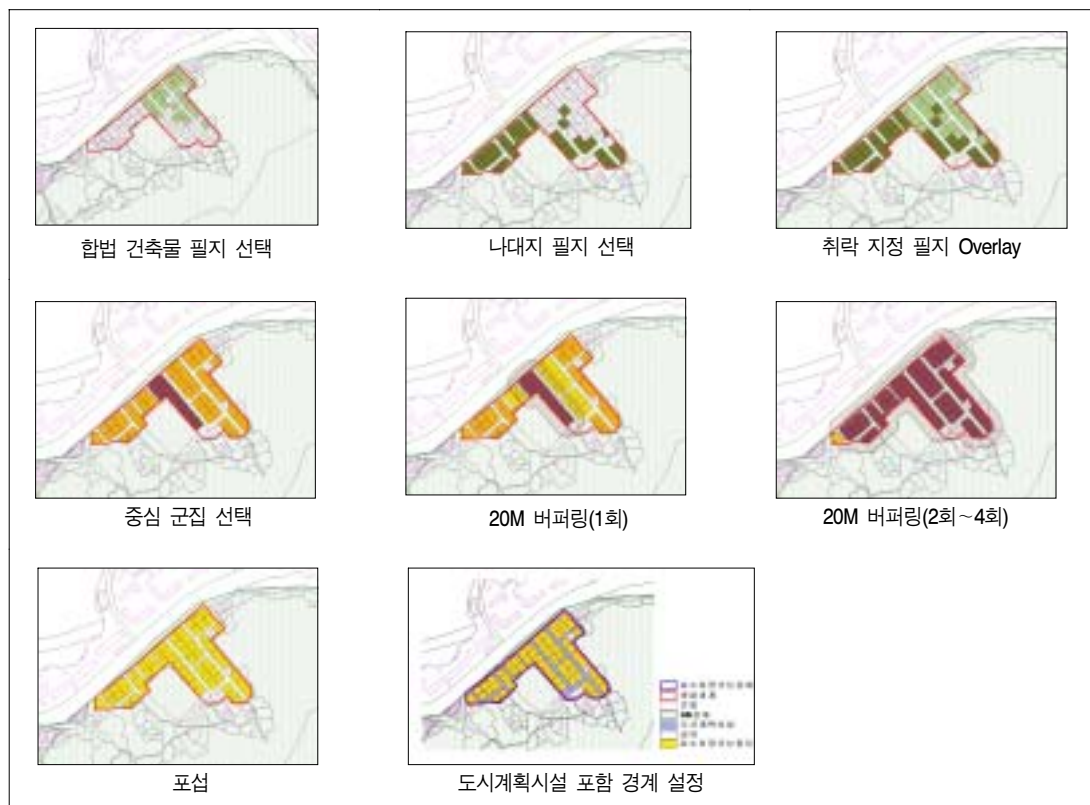 합법 건축물 필지 선택
나대지 필지 선택
취락 지정 필지 Overlay
중심 군집 선택
20M 버퍼링(1회)
20M 버퍼링(2회~4회)
포섭
도시계획시설 포함 경계 설정